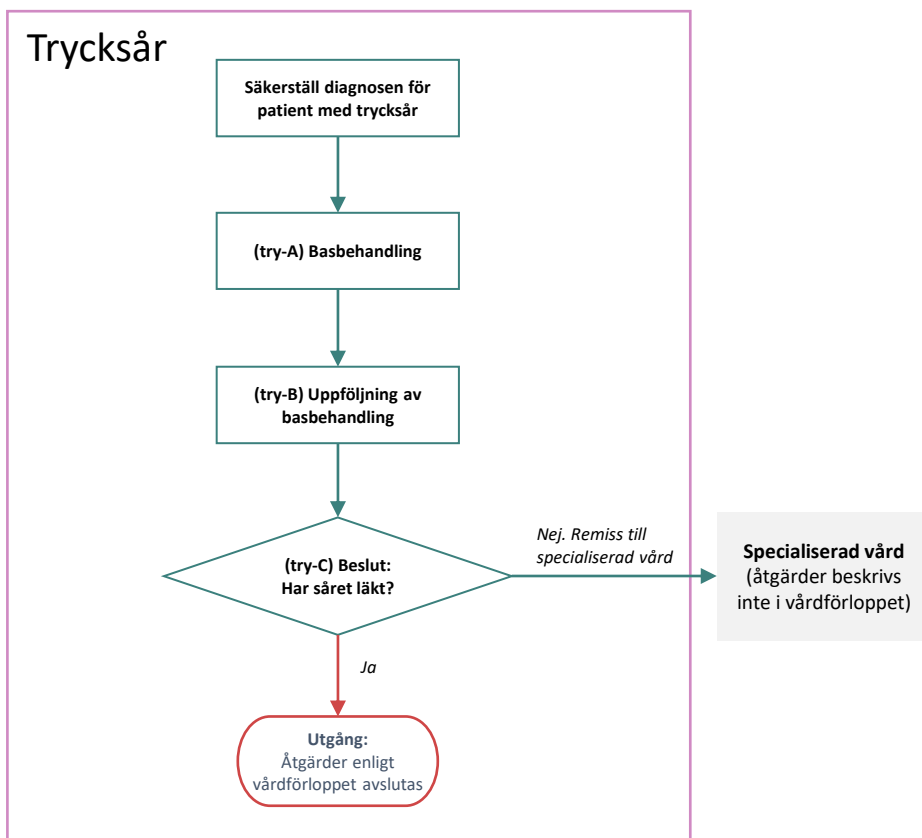 Trycksår
Säkerställ diagnosen för
patient med trycksår
(try-A) Basbehandling
(try-B) Uppföljning av
basbehandling
(try-C) Beslut:
Har såret läkt?
Nej. Remiss till
specialiserad vård
Specialiserad vård
(åtgärder beskrivs
inte i vårdförloppet)
Ja
Utgång:
Åtgärder enligt
vårdförloppet avslutas